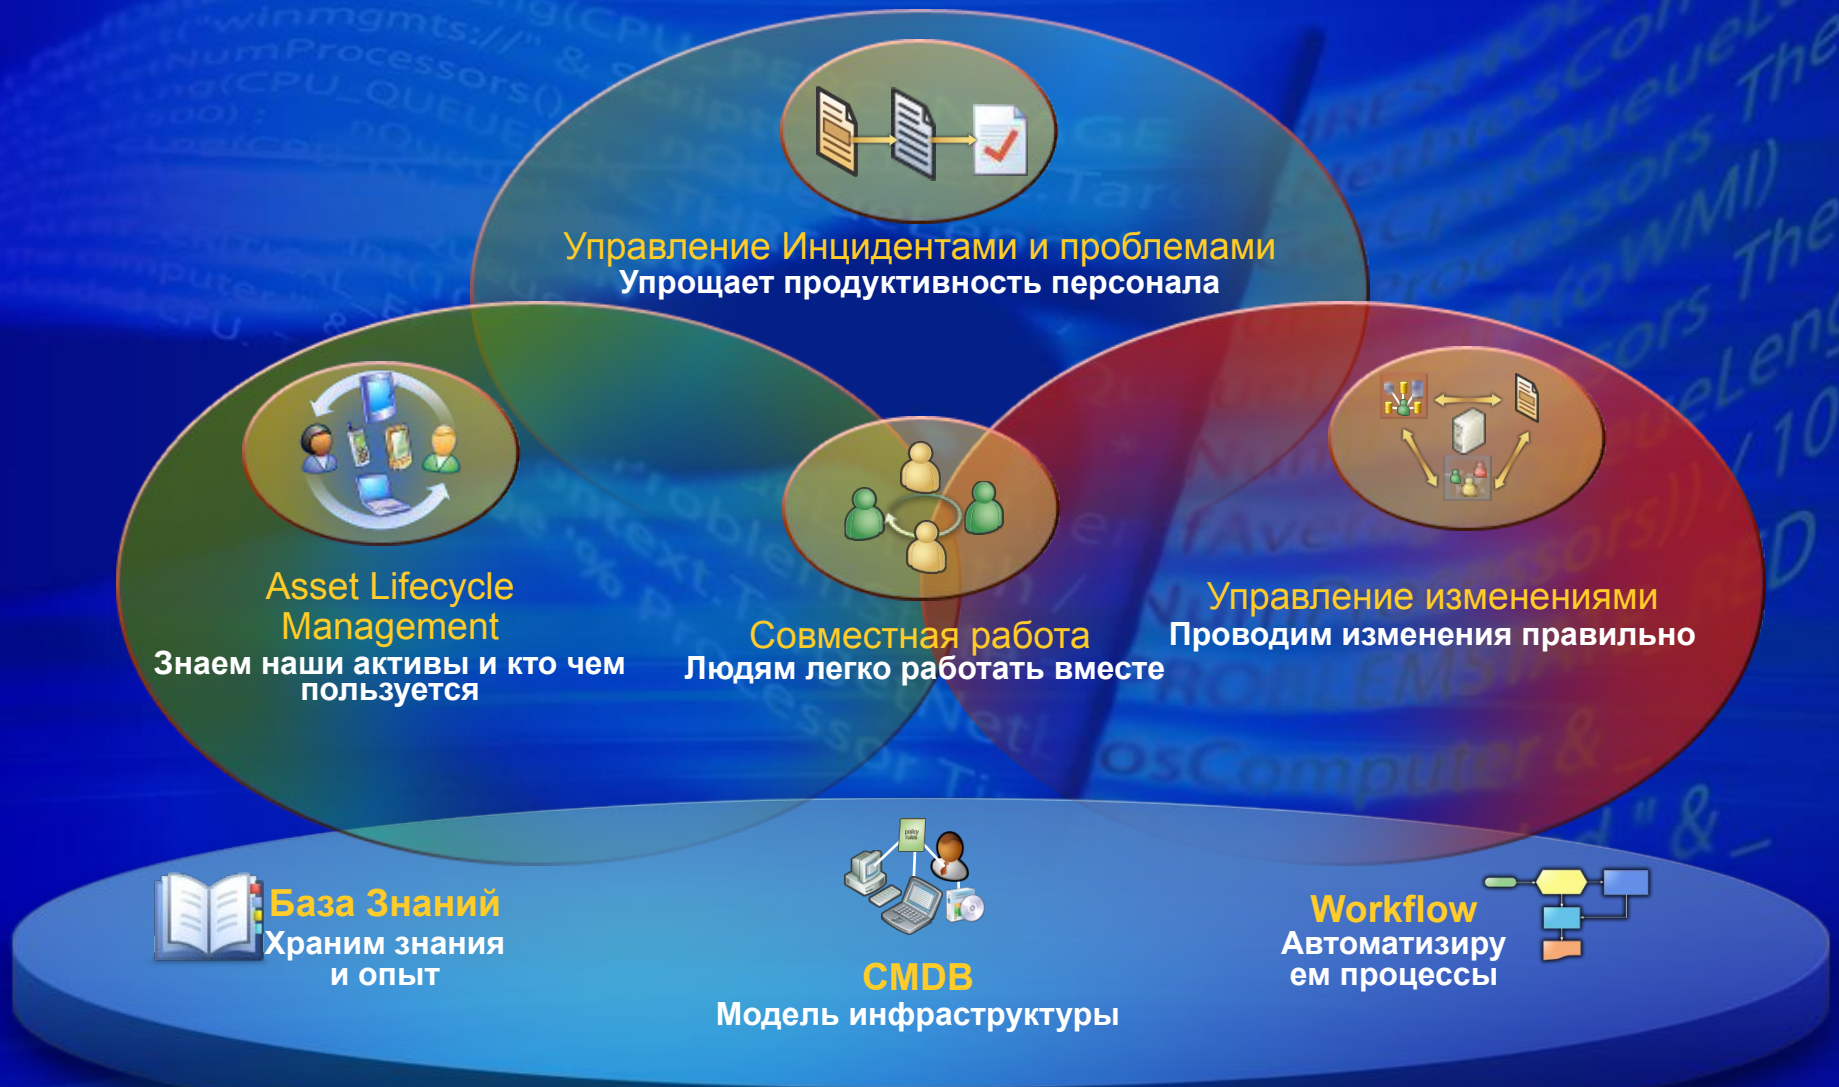 Управление Инцидентами и проблемами
Упрощает продуктивность персонала
Asset Lifecycle
Management
Знаем наши активы и кто чем
пользуется
Совместная работа
Людям легко работать вместе
Управление изменениями
Проводим изменения правильно
База Знаний
Храним знания
и опыт
policy
rules
CMDB
Модель инфраструктуры
Workflow
Автоматизиру
ем процессы